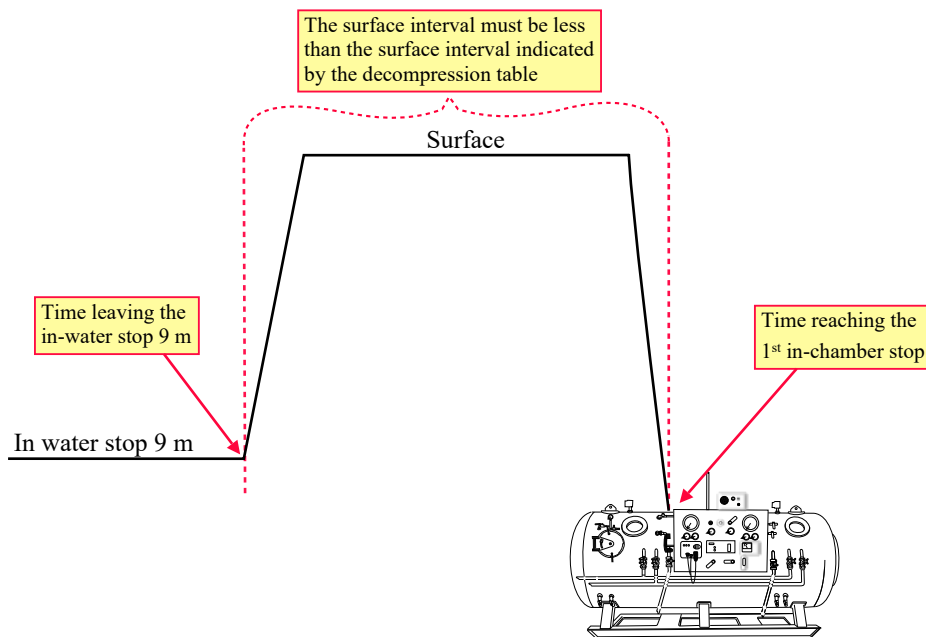 The surface interval must be less
than the surface interval indicated
by the decompression table
Surface
Time leaving the
in-water stop 9 m
Time reaching the
1st in-chamber stop
In water stop 9 m